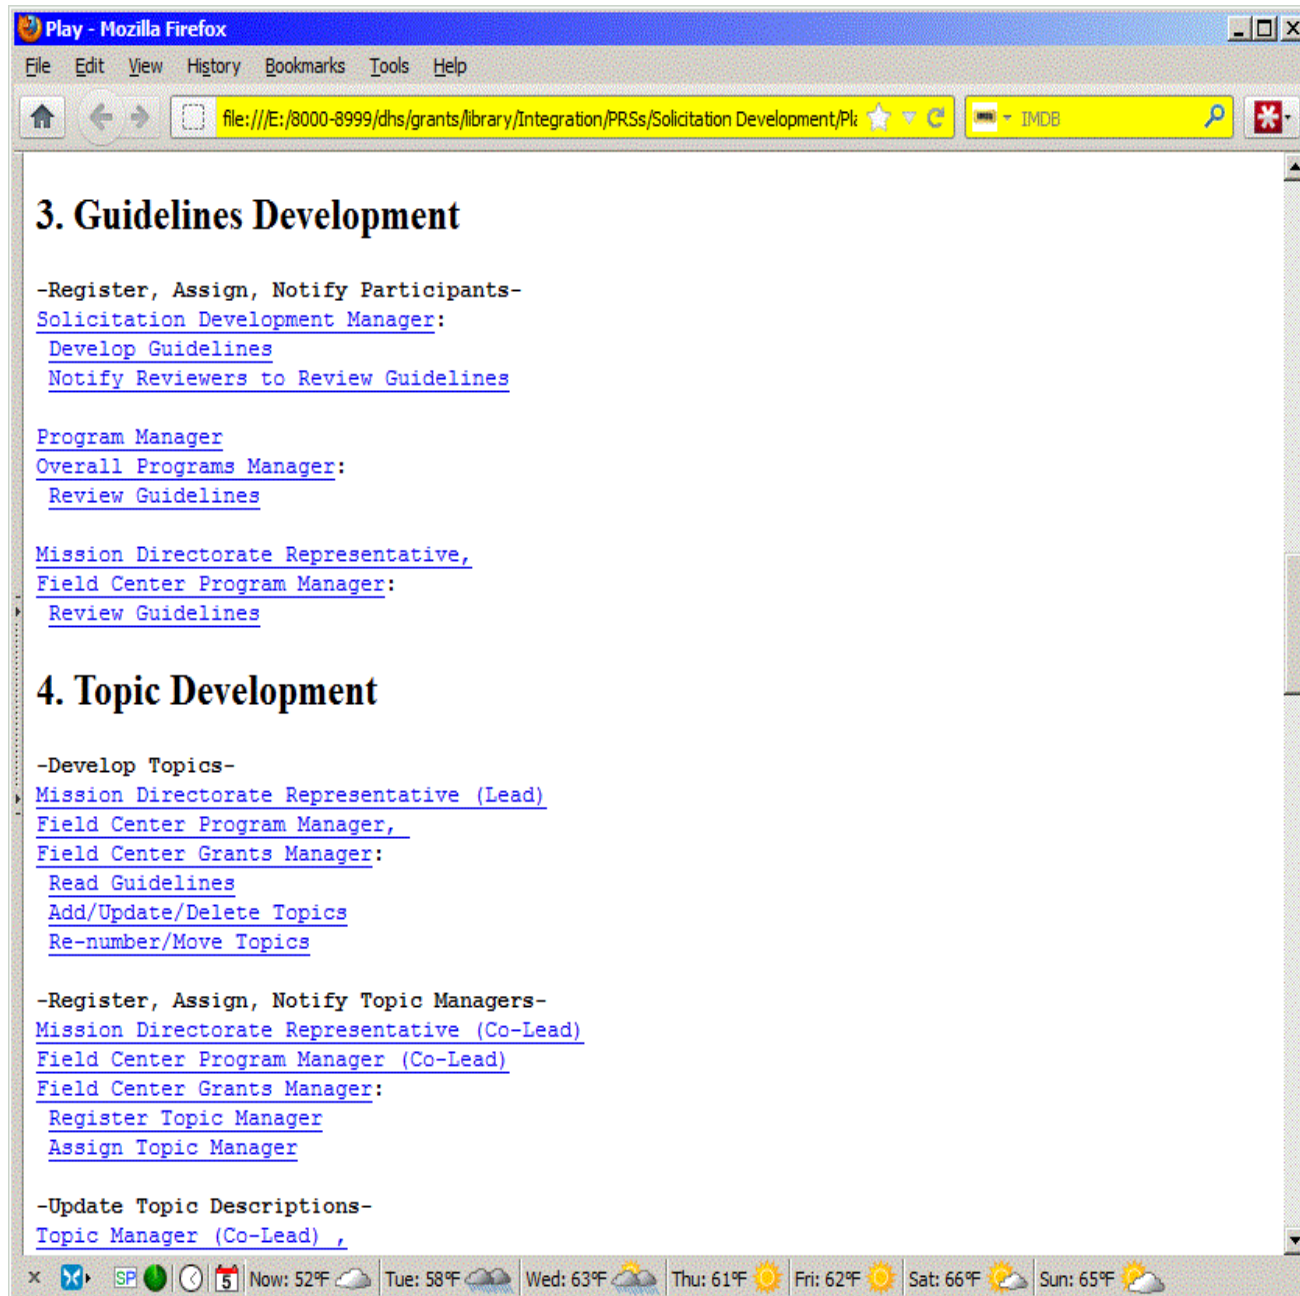 Play - Mozilla Firefox
File Edit View History Bookmarks Tools Help
file:///E:/8000-8999/dhs/grants/library/Integration/PRSs/Solicitation Development/Pla
IMDB
3. Guidelines Development
-Register, Assign, Notify Participants-
Solicitation Development Manager:
Develop Guidelines
Notify Reviewers to Review Guidelines
Program Manager
Overall Programs Manager:
Review Guidelines
Mission Directorate Representative,
Field Center Program Manager:
Review Guidelines
4. Topic Development
-Develop Topics-
Mission Directorate Representative (Lead)
Field Center Program Manager,
Field Center Grants Manager:
Read Guidelines
Add/Update/Delete Topics
Re-number/Move Topics
-Register, Assign, Notify Topic Managers-
Mission Directorate Representative (Co-Lead)
Field Center Program Manager (Co-Lead)
Field Center Grants Manager:
Register Topic Manager
Assign Topic Manager
-Update Topic Descriptions-
Topic Manager (Co-Lead) ,
SP 5 Now: 52°F Tue: 58°F Wed: 63°F Thu: 61°F Fri: 62°F Sat: 66°F Sun: 65°F